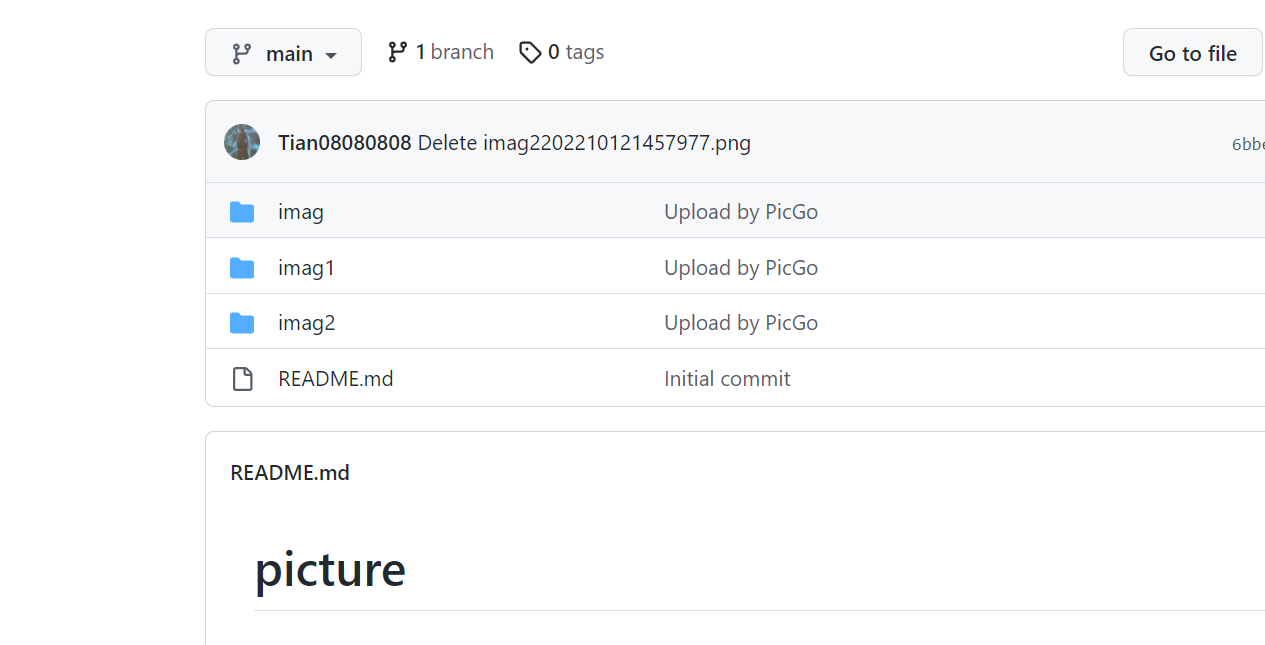 main 1 branch 0 tags Go to file
Tian08080808 Delete imag2202210121457977.png 6bbe
imag Upload by PicGo
imag1 Upload by PicGo
imag2 Upload by PicGo
README.md Initial commit
README.md
picture